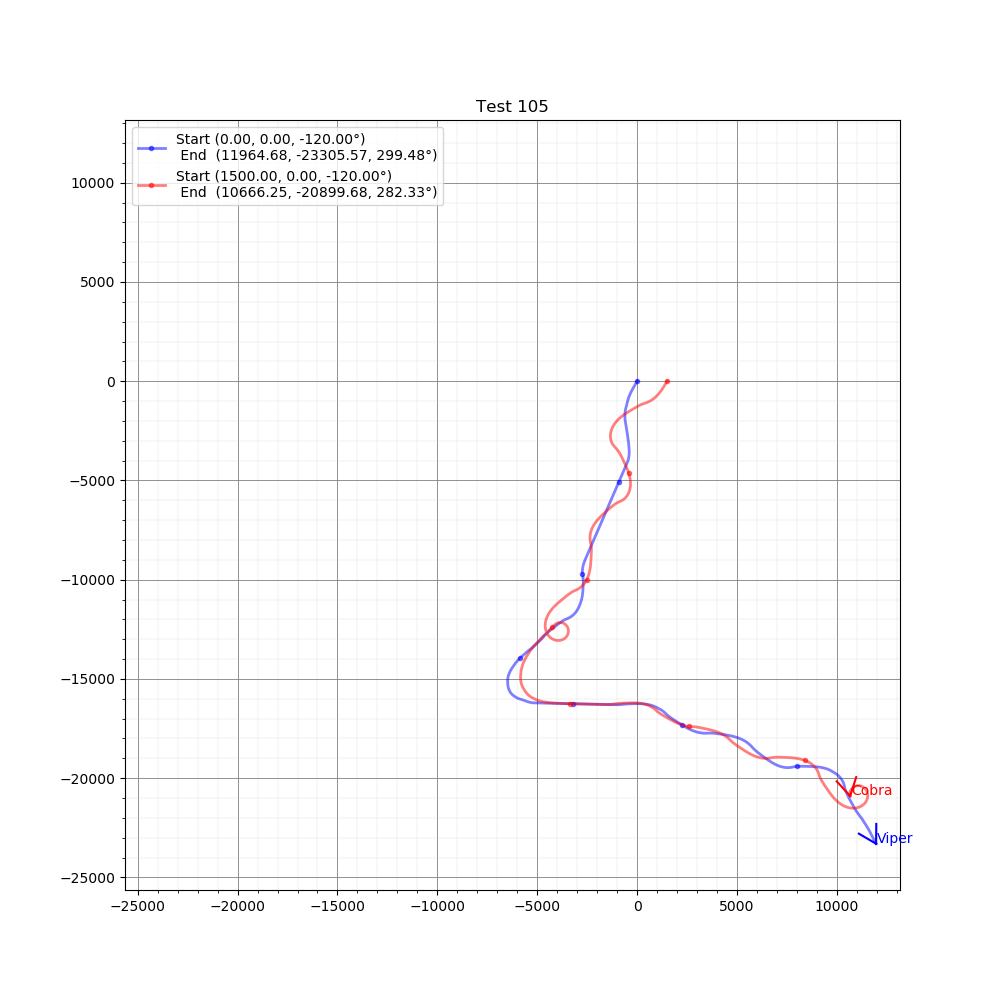 Test 105
Start (0.00, 0.00, -120.00°)
End  (11964.68, -23305.57, 299.48°)
Start (1500.00, 0.00, -120.00°)
End  (10666.25, -20899.68, 282.33°)
10000
5000
0
−5000
−10000
−15000
−20000
−25000
Cobra
Viper
−25000 −20000 −15000 −10000 −5000 0 5000 10000